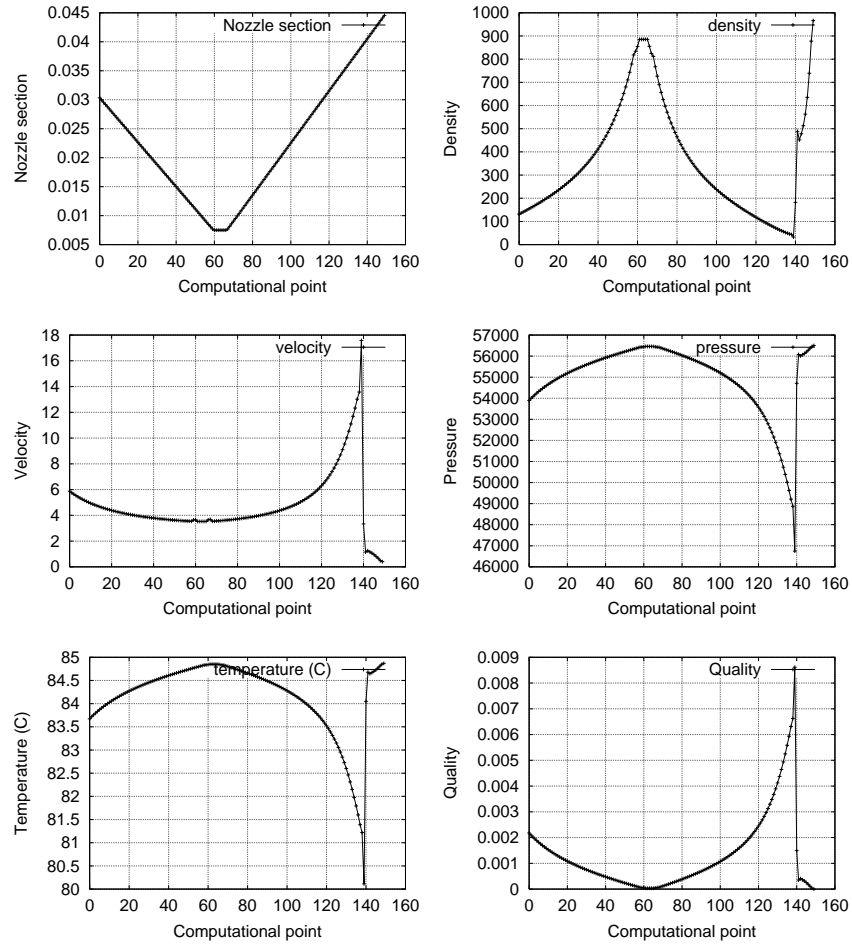 0.045
0.04
0.035
0.03
0.025
0.02
0.015
0.01
0.005
Nozzle section
Nozzle section
0 20 40 60 80 100 120 140 160
Computational point
1000
900
800
700
600
500
400
300
200
100
0
Density
density
0 20 40 60 80 100 120 140 160
Computational point
18
16
14
12
10
8
6
4
2
0
Velocity
velocity
0 20 40 60 80 100 120 140 160
Computational point
57000
56000
55000
54000
53000
52000
51000
50000
49000
48000
47000
46000
Pressure
pressure
0 20 40 60 80 100 120 140 160
Computational point
85
84.5
84
83.5
83
82.5
82
81.5
81
80.5
80
Temperature (C)
temperature (C)
0 20 40 60 80 100 120 140 160
Computational point
0.009
0.008
0.007
0.006
0.005
0.004
0.003
0.002
0.001
0
Quality
Quality
0 20 40 60 80 100 120 140 160
Computational point